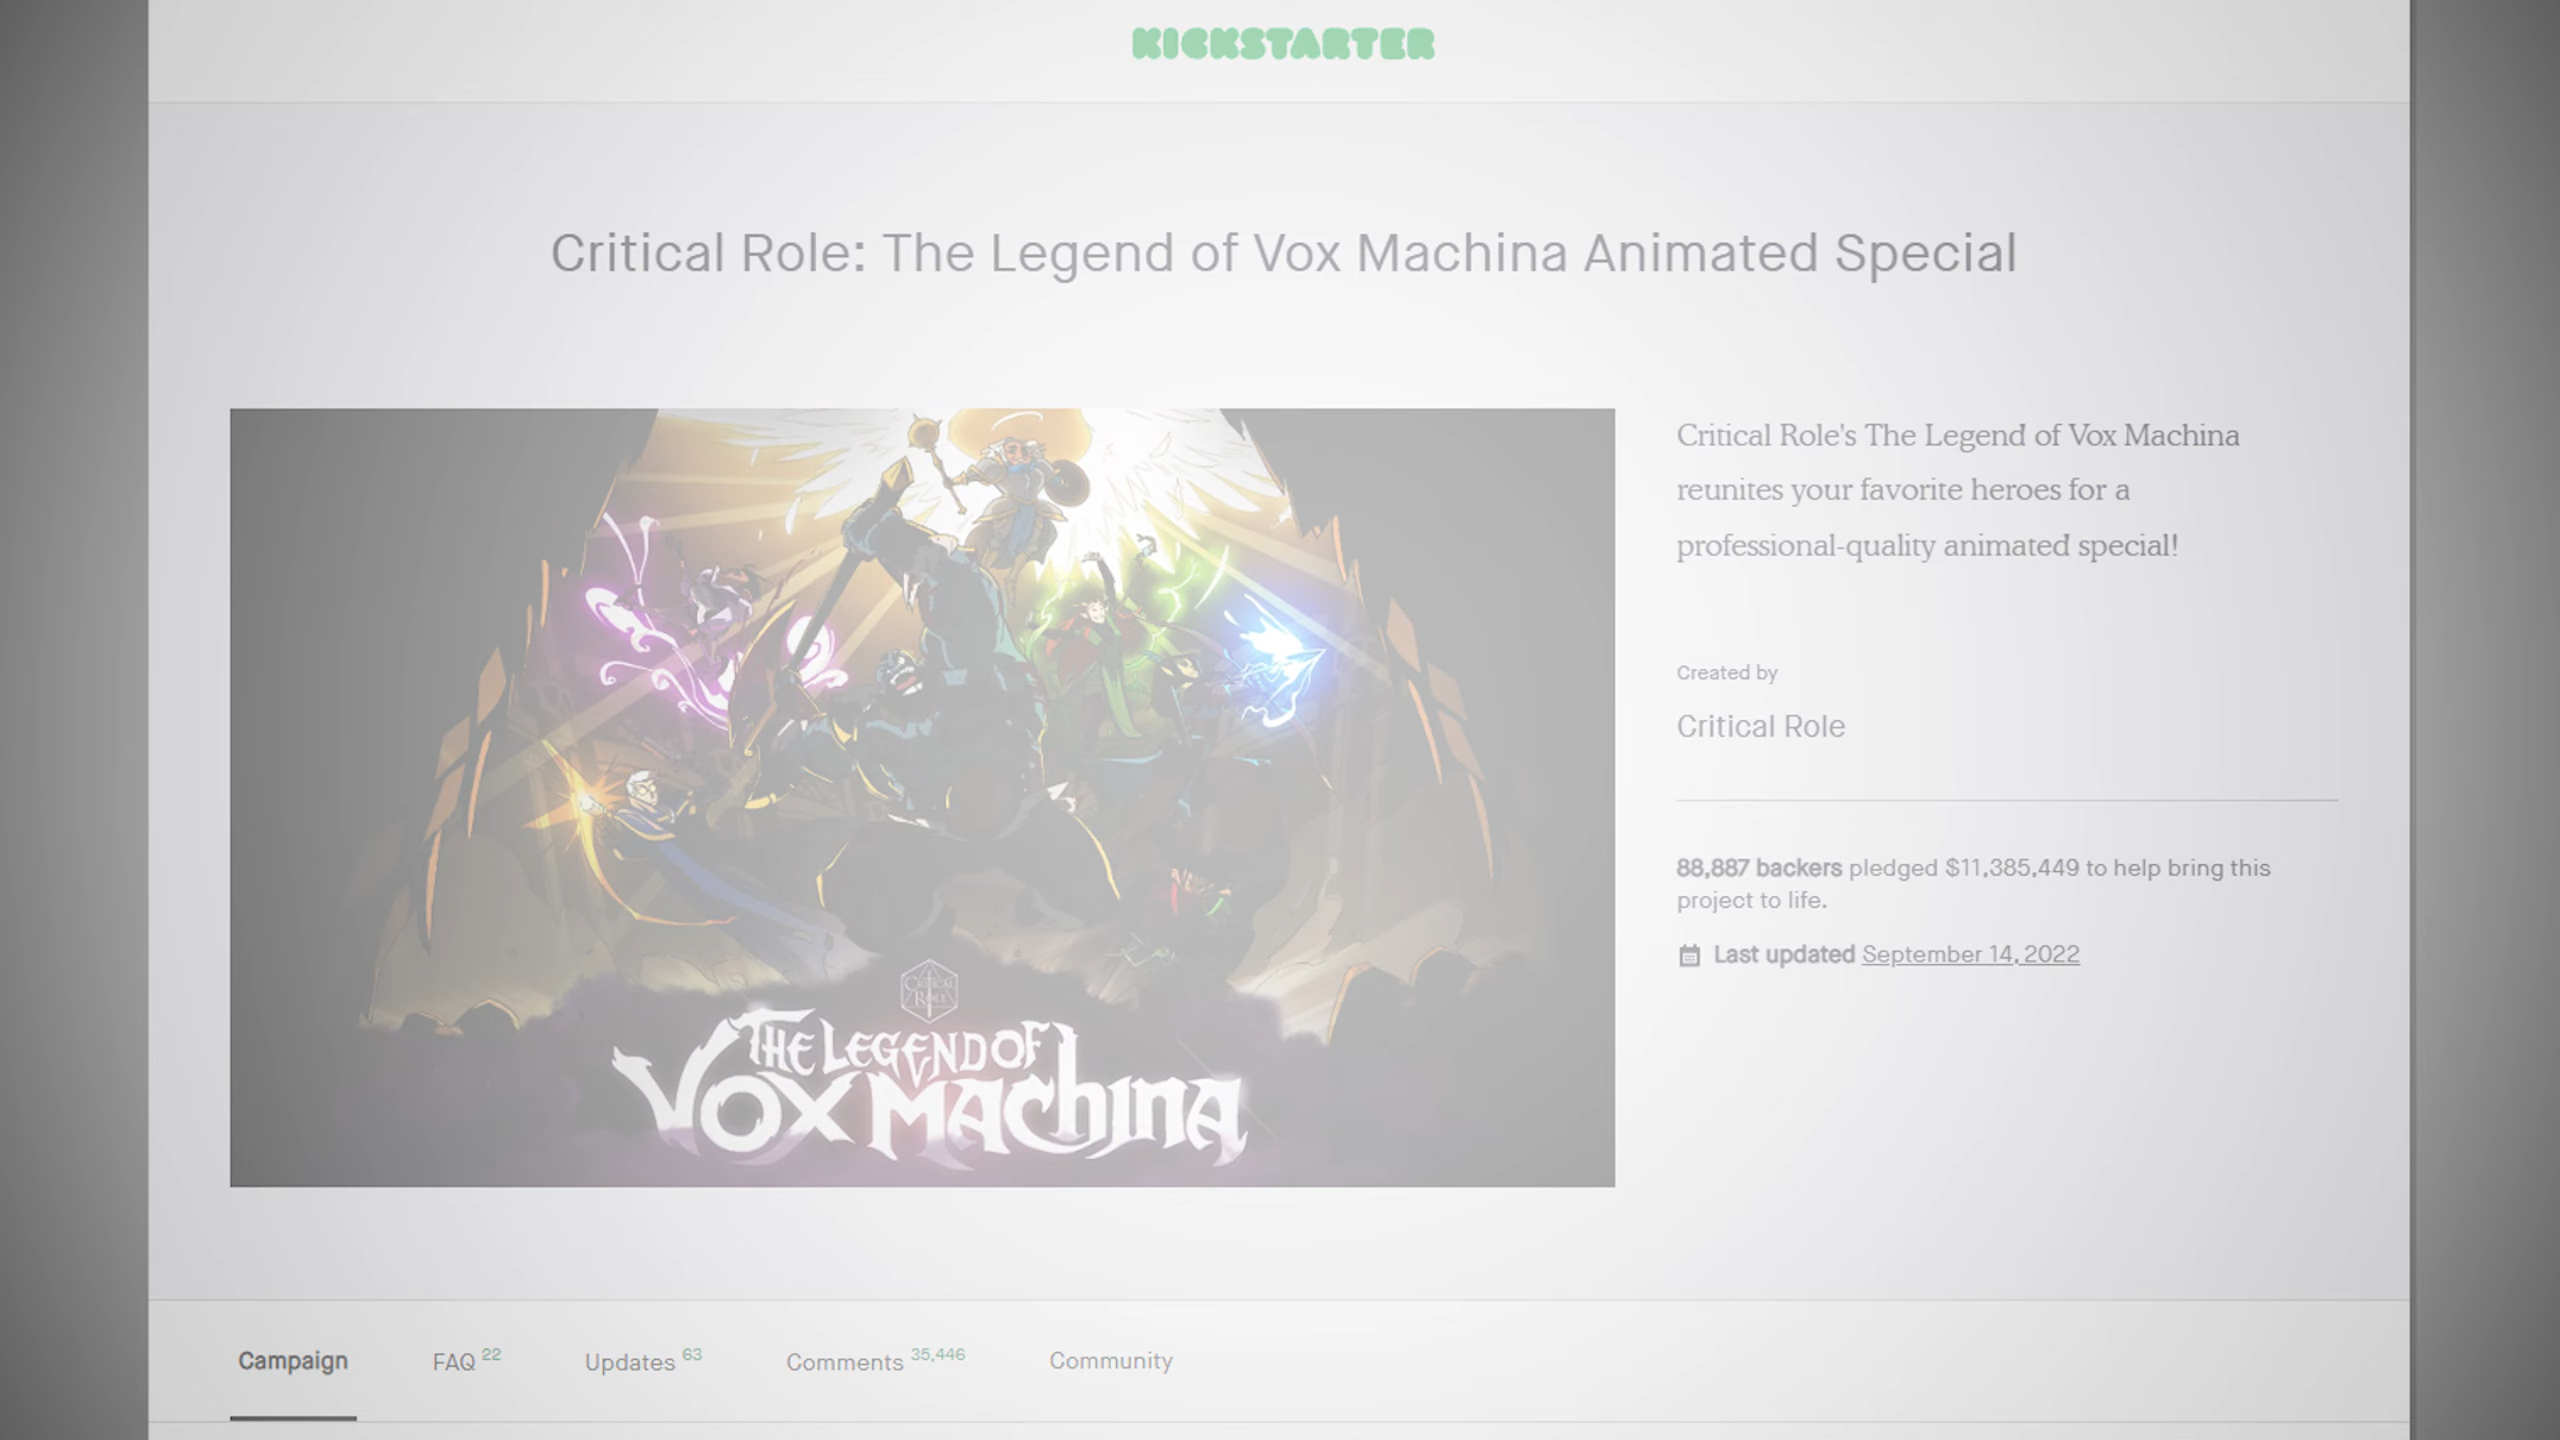 KICKSTARTER
Critical Role: The Legend of Vox Machina Animated Special
Critical Role's The Legend of Vox Machina
reunites your favorite heroes for a
professional-quality animated special!
Created by
Critical Role
88,887 backers pledged $11,385,449 to help bring this
project to life.
Last updated September 14, 2022
CRITICAL
ROLE
THE LEGEND OF
VOX MACHINA
Campaign FAQ 22 Updates 63 Comments 35,446 Community